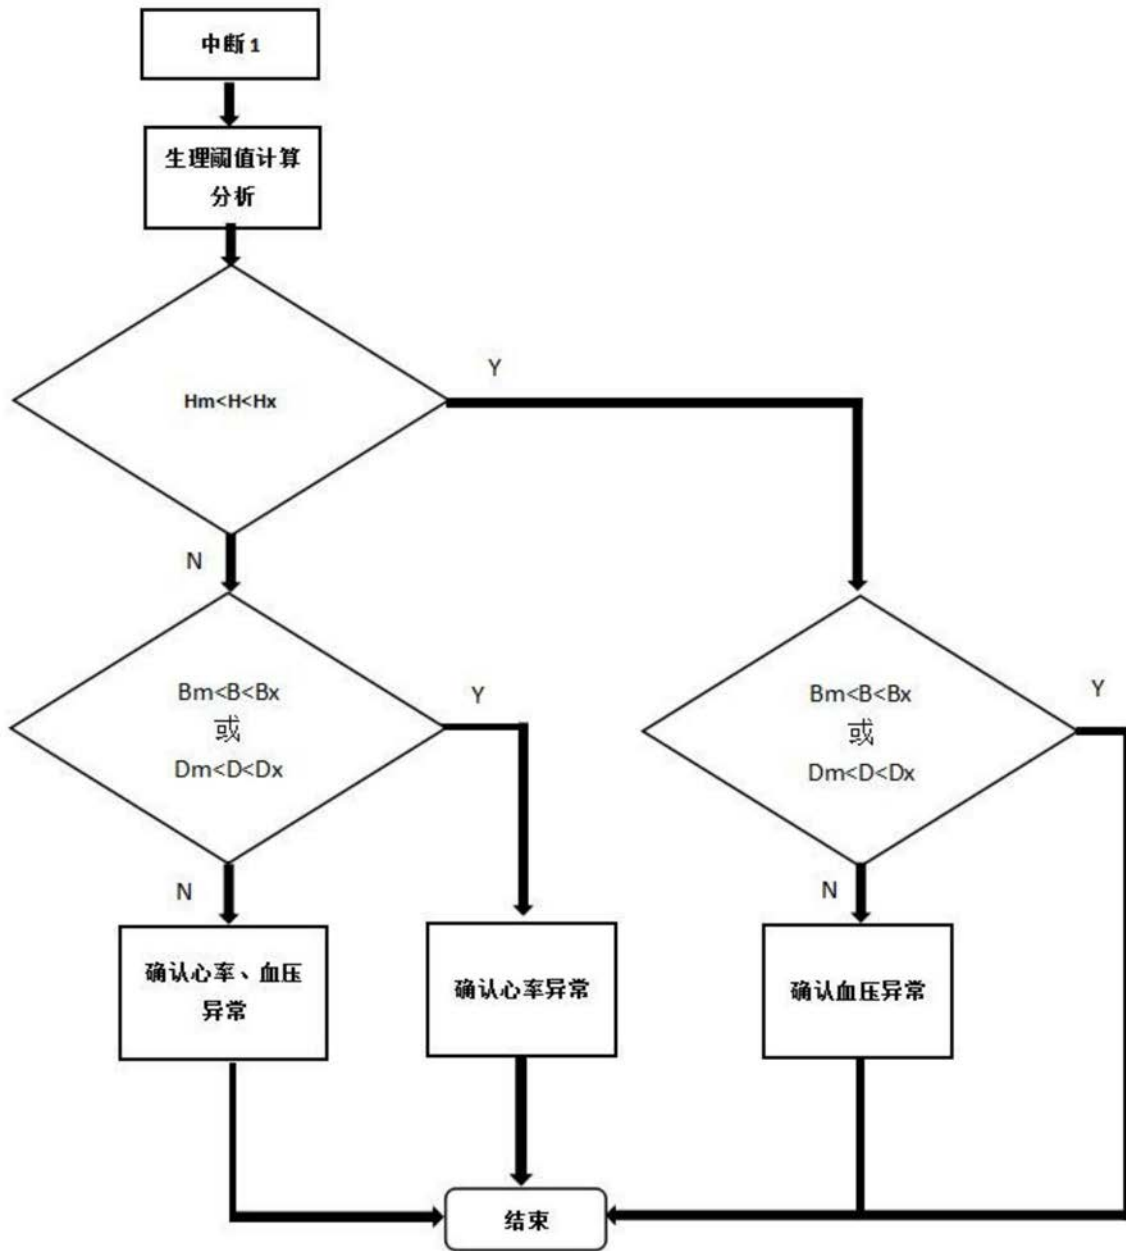 中断1
生理阈值计算
分析
Hm<H<Hx
Y
N
Bm<B<Bx
或
Dm<D<Dx
Y
N
Bm<B<Bx
或
Dm<D<Dx
Y
N
确认心率、血压
异常
确认心率异常
确认血压异常
结束